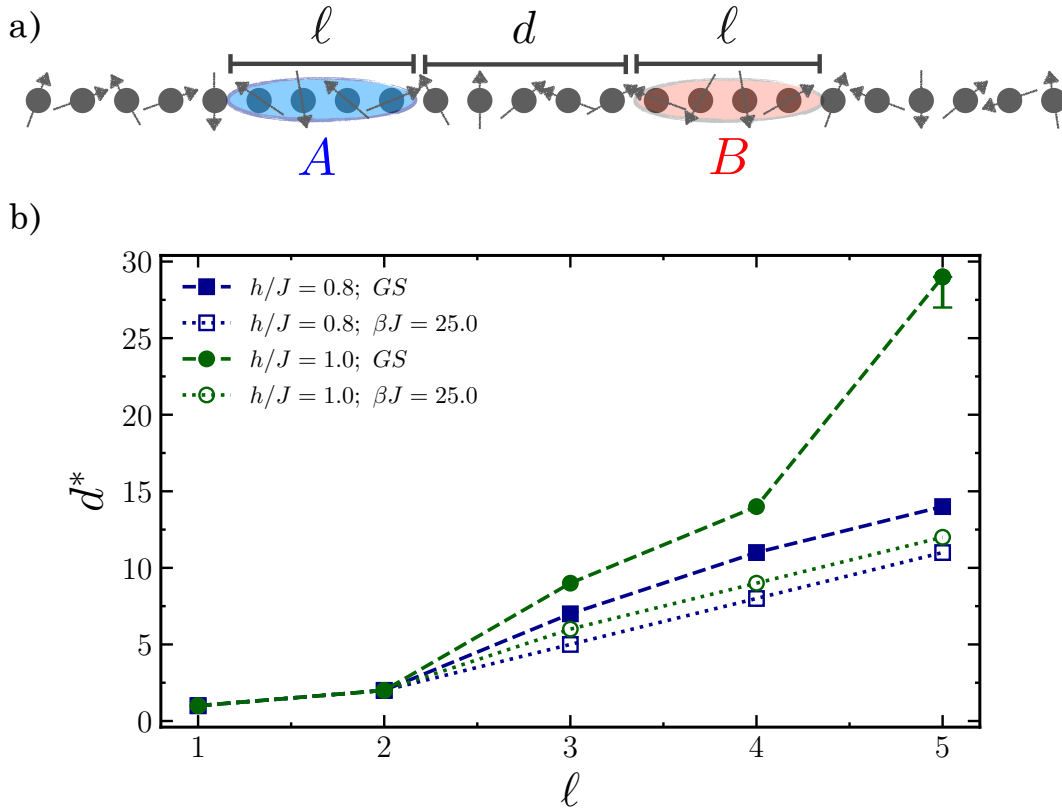 a)
ℓ d ℓ
A B
b)
30
25
20
15
10
5
0
d*
h/J = 0.8; GS
h/J = 0.8; βJ = 25.0
h/J = 1.0; GS
h/J = 1.0; βJ = 25.0
1 2 3 4 5
ℓ